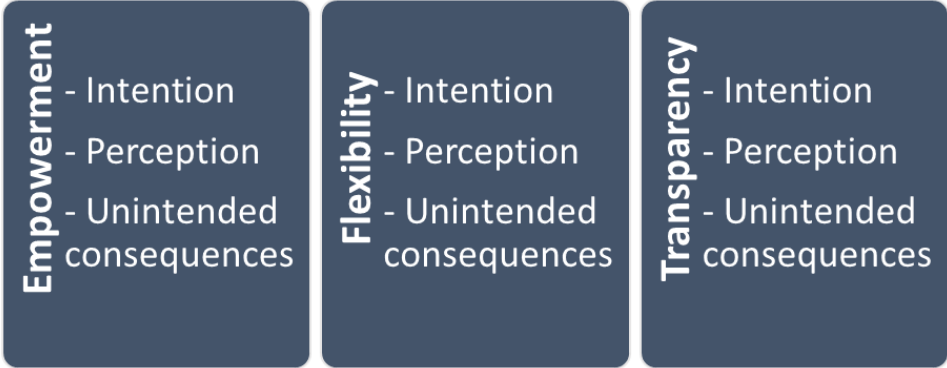 Empowerment
- Intention
- Perception
- Unintended
consequences
Flexibility
- Intention
- Perception
- Unintended
consequences
Transparency
- Intention
- Perception
- Unintended
consequences